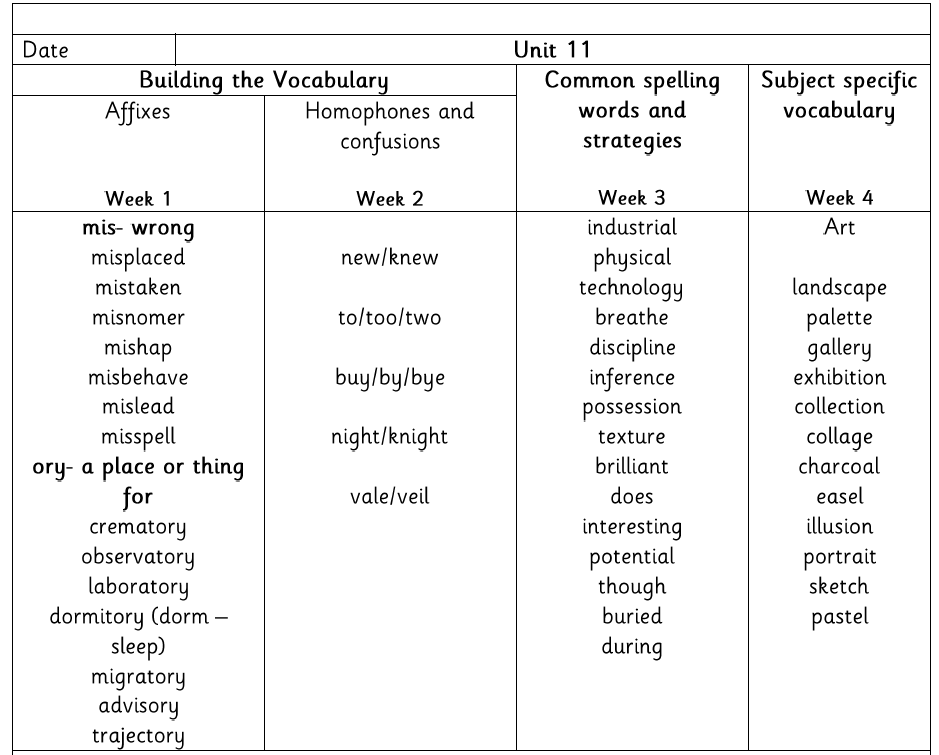 Date
Unit 11
Building the Vocabulary
Affixes
Week 1
Homophones and
confusions
Week 2
Common spelling
words and
strategies
Week 3
Subject specific
vocabulary
Week 4
mis- wrong
misplaced
mistaken
misnomer
mishap
misbehave
mislead
misspell
ory- a place or thing
for
crematory
observatory
laboratory
dormitory (dorm –
sleep)
migratory
advisory
trajectory
new/knew
to/too/two
buy/by/bye
night/knight
vale/veil
industrial
physical
technology
breathe
discipline
inference
possession
texture
brilliant
does
interesting
potential
though
buried
during
Art
landscape
palette
gallery
exhibition
collection
collage
charcoal
easel
illusion
portrait
sketch
pastel